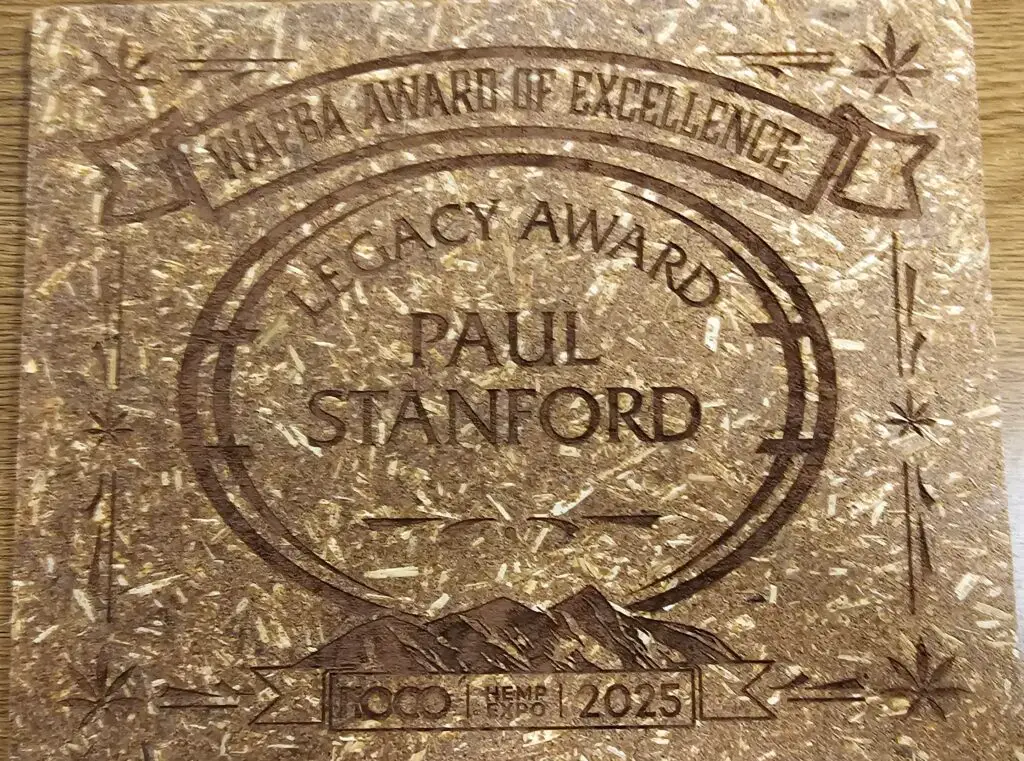 WAFBA AWARD OF EXCELLENCE
LEGACY AWARD
PAUL
STANFORD
NOCO | HEMP EXPO | 2025